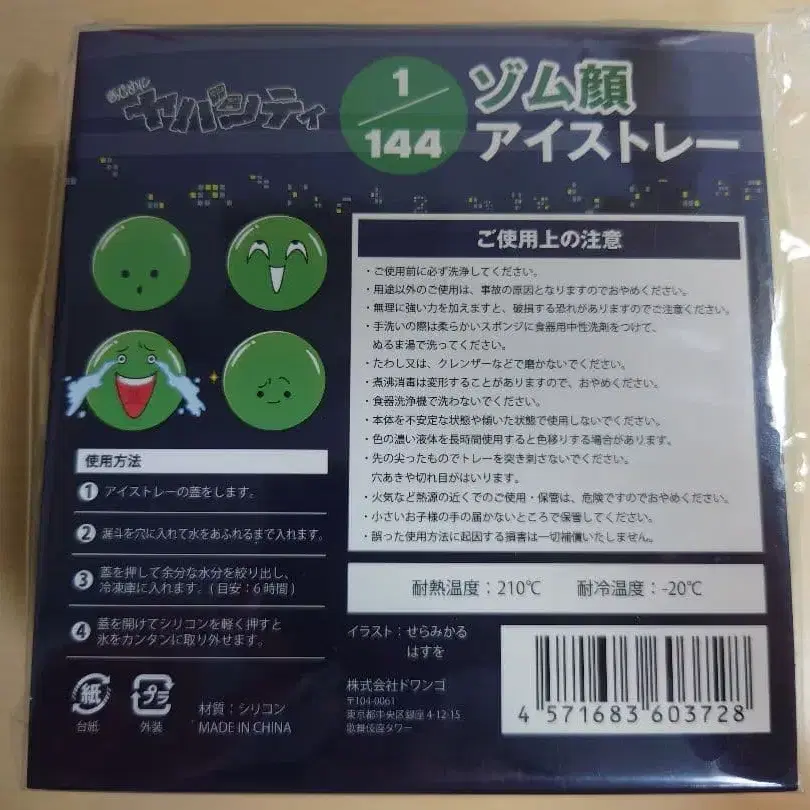 1
144
ゾム顔
アイストレー
ご使用上の注意
・ご使用前に必ず洗浄してください。
・用途以外のご使用は、事故の原因となりますのでおやめください。
・無理に強い力を加えますと、破損する恐れがありますのでご注意ください。
・手洗いの際は柔らかいスポンジに食器用中性洗剤をつけて、
ぬるま湯で洗ってください。
・たわし又は、クレンザーなどで磨かないでください。
・煮沸消毒は変形することがありますので、おやめください。
・食器洗浄機で洗わないでください。
・本体を不安定な状態や傾いた状態で使用しないでください。
・色の濃い液体を長時間使用すると色移りする場合があります。
・先の尖ったものでトレーを突き刺さないでください。
穴あきや切れ目がはいります。
・火気など熱源の近くでのご使用・保管は、危険ですのでおやめください。
・小さいお子様の手の届かないところで保管してください。
・誤った使用方法に起因する損害は一切補償いたしません。
使用方法
1 アイストレーの蓋をします。
2 漏斗を穴に入れて水をあふれるまで入れます。
3 蓋を押して余分な水分を絞り出し、
冷凍庫に入れます。(目安：6時間)
4 蓋を開けてシリコンを軽く押すと
氷をカンタンに取り外せます。
耐熱温度：210℃ 耐冷温度：-20℃
イラスト：せらみかる
はすを
株式会社ドワンゴ
〒104-0061
東京都中央区銀座 4-12-15
歌舞伎座タワー
紙
台紙
プラ
外装
材質：シリコン
MADE IN CHINA
4 571683 603728